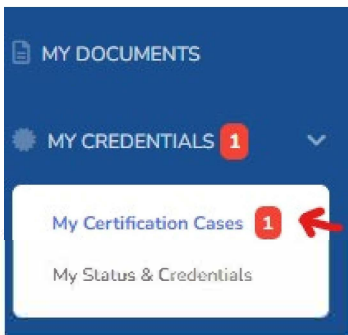 MY DOCUMENTS
MY CREDENTIALS 1
My Certification Cases 1
My Status & Credentials